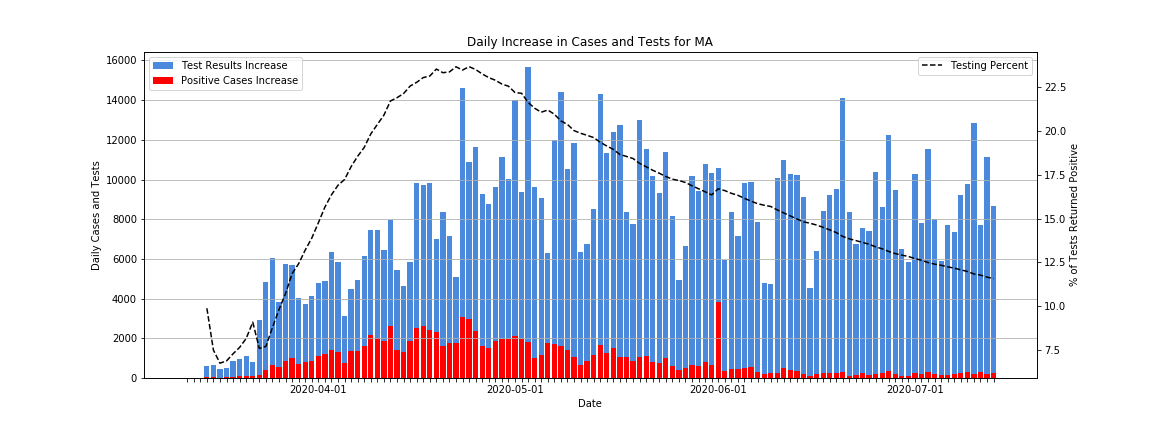 Daily Increase in Cases and Tests for MA
Test Results Increase
Positive Cases Increase
Testing Percent
16000
14000
12000
10000
8000
6000
4000
2000
0
Daily Cases and Tests
22.5
20.0
17.5
15.0
12.5
10.0
7.5
% of Tests Returned Positive
2020-04-01
2020-05-01
2020-06-01
2020-07-01
Date